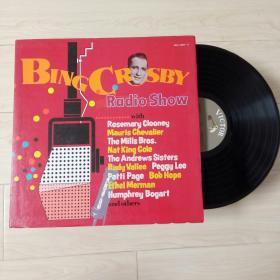 BING CROSBY
Radio Show
with
Rosemary Clooney
Mauris Chevalier
The Mills Bros.
Nat King Cole
The Andrews Sisters
Rudy Vallee Peggy Lee
Patti Page Bob Hope
Ethel Merman
Humphrey Bogart
and others
VICTOR